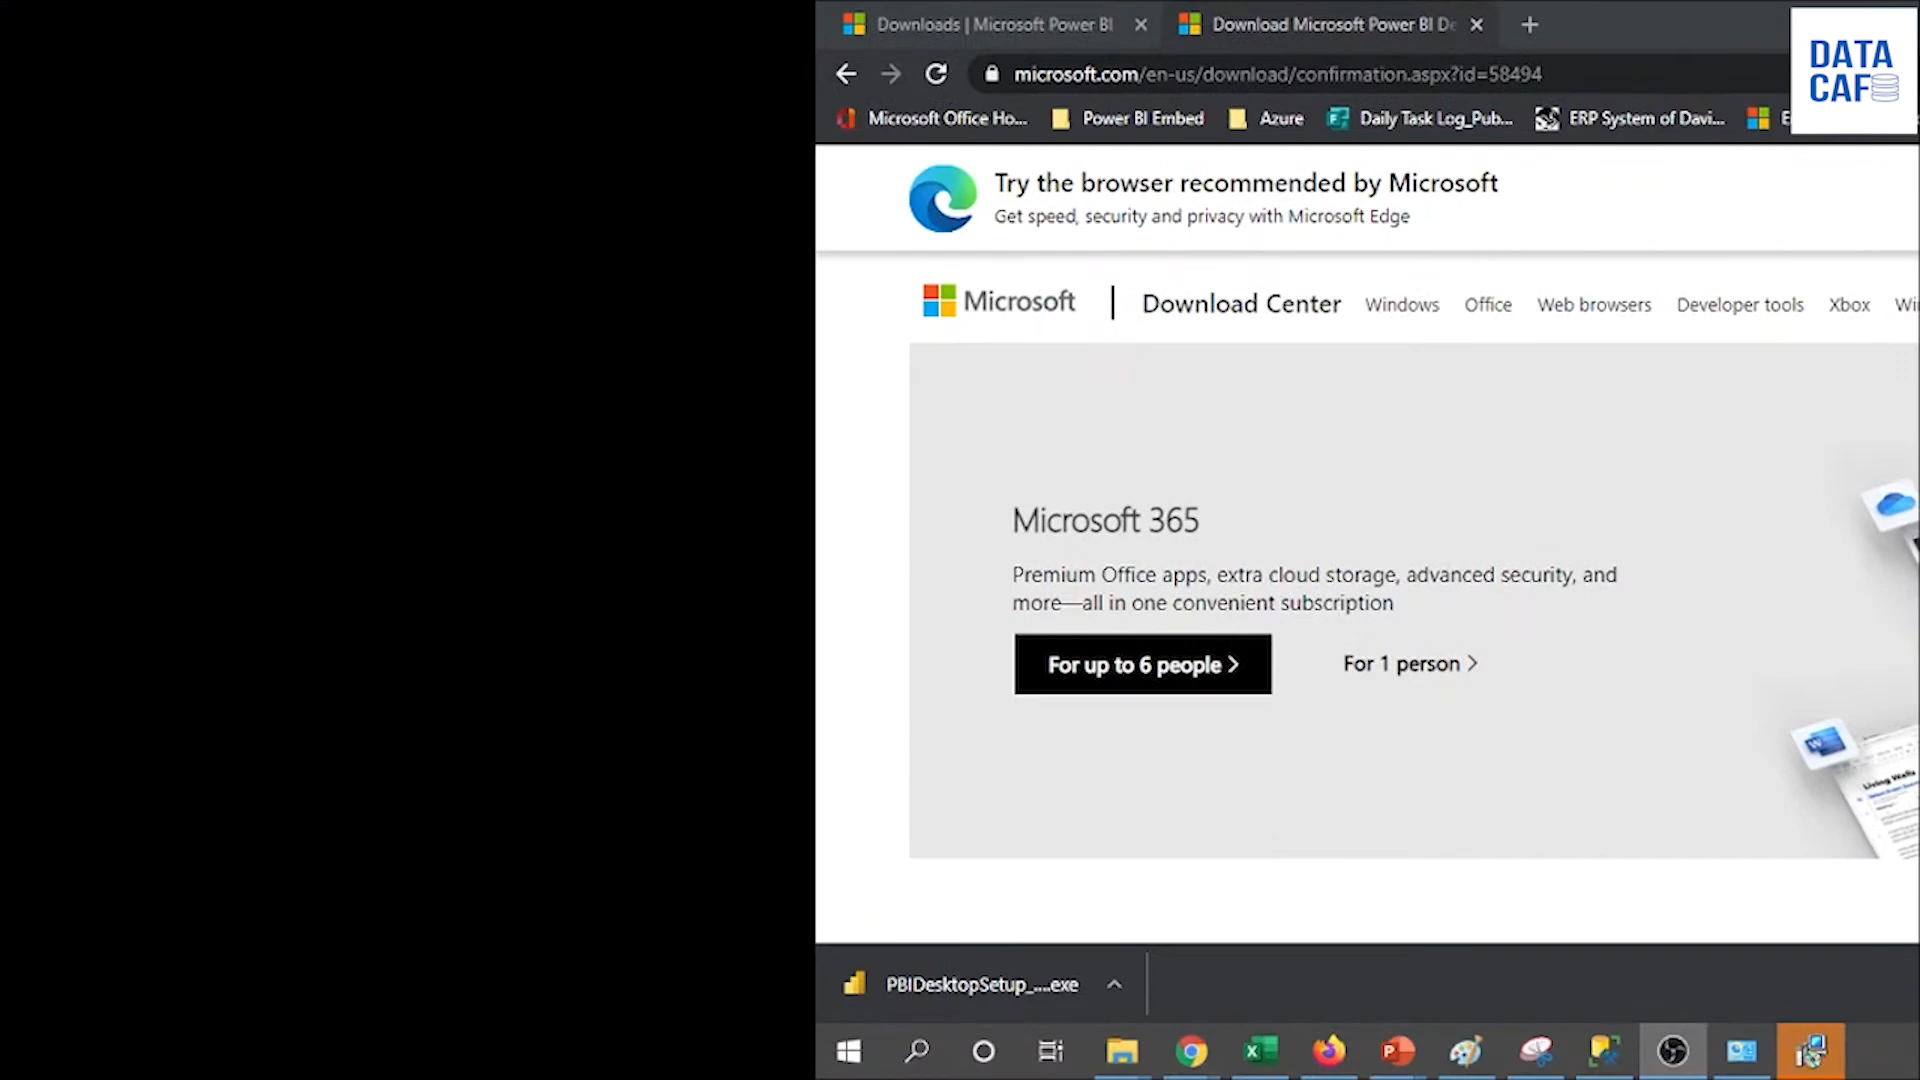 Downloads | Microsoft Power BI
Download Microsoft Power BI De
microsoft.com/en-us/download/confirmation.aspx?id=58494
DATA
CAFE
Microsoft Office Ho...
Power BI Embed
Azure
Daily Task Log_Pub...
ERP System of Davi...
Try the browser recommended by Microsoft
Get speed, security and privacy with Microsoft Edge
Microsoft
Download Center
Windows
Office
Web browsers
Developer tools
Xbox
Microsoft 365
Premium Office apps, extra cloud storage, advanced security, and
more—all in one convenient subscription
For up to 6 people >
For 1 person >
Living Walls
PBIDesktopSetup_....exe